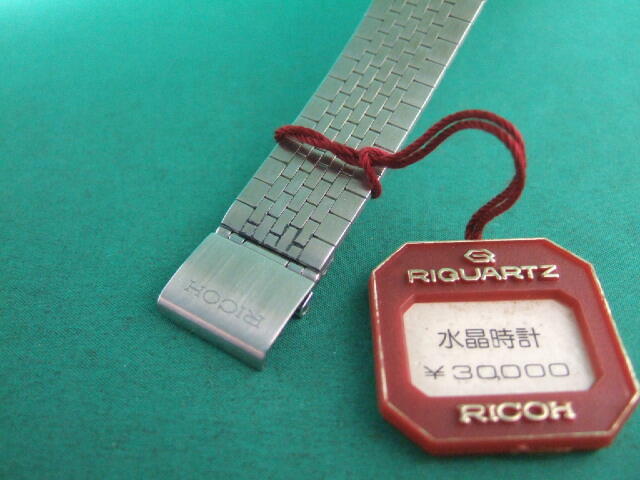 RICOH
RIQUARTZ
水晶時計
¥30,000
RICOH